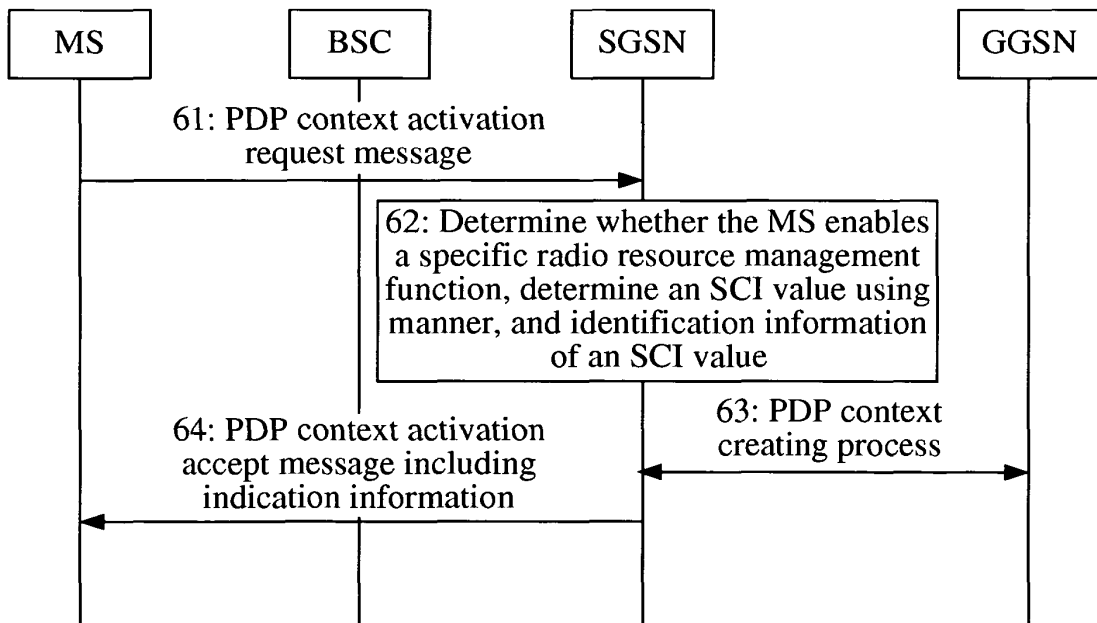 MS
BSC
SGSN
GGSN
61: PDP context activation
request message
62: Determine whether the MS enables
a specific radio resource management
function, determine an SCI value using
manner, and identification information
of an SCI value
63: PDP context
creating process
64: PDP context activation
accept message including
indication information